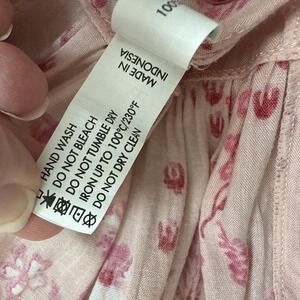 100
MADE IN
INDONESIA
HAND WASH
DO NOT BLEACH
DO NOT TUMBLE DRY
IRON UP TO 100°C/230°F
DO NOT DRY CLEAN